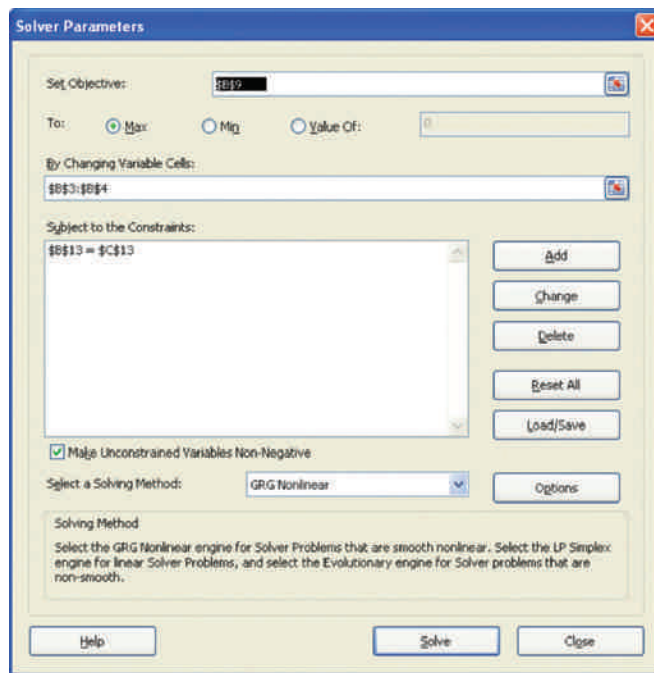 Solver Parameters
Set Objective: $B$9
To: Max Min Value Of: 0
By Changing Variable Cells:
$B$3:$B$4
Subject to the Constraints:
$B$13 = $C$13
Add
Change
Delete
Reset All
Load/Save
Make Unconstrained Variables Non-Negative
Select a Solving Method: GRG Nonlinear Options
Solving Method
Select the GRG Nonlinear engine for Solver Problems that are smooth nonlinear. Select the LP Simplex
engine for linear Solver Problems, and select the Evolutionary engine for Solver problems that are
non-smooth.
Help Solve Close